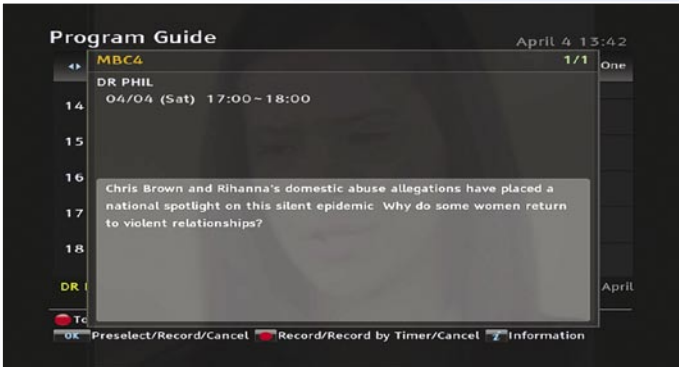 Program Guide
April 4 13:42
MBC4
1/1
One
DR PHIL
04/04 (Sat) 17:00~18:00
14
15
16
17
18
Chris Brown and Rihanna's domestic abuse allegations have placed a
national spotlight on this silent epidemic Why do some women return
to violent relationships?
DR
April
To
OK Preselect/Record/Cancel Record/Record by Timer/Cancel i Information